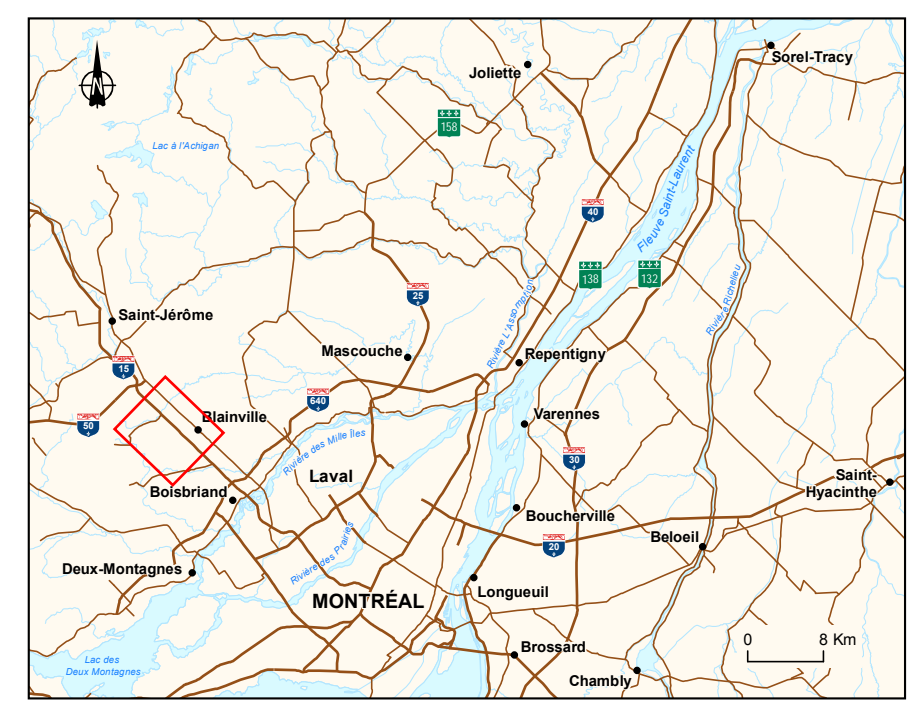 N
Joliette
Sorel-Tracy
158
Lac à l'Achigan
Fleuve Saint-Laurent
40
138
132
25
Rivière L'Assomption
Rivière Richelieu
Saint-Jérôme
Mascouche
Repentigny
15
640
50
Blainville
Varennes
Rivière des Mille Îles
30
Laval
Saint-
Hyacinthe
Boisbriand
Boucherville
20
Beloeil
Rivière des Prairies
Deux-Montagnes
Longueuil
MONTRÉAL
Brossard
0 8 Km
Lac des
Deux Montagnes
Chambly